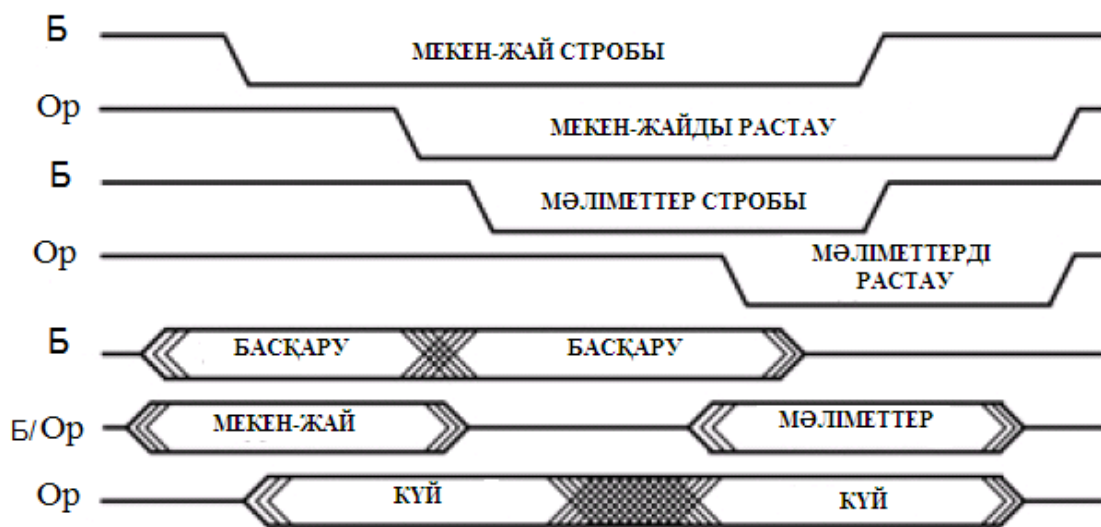 Б МЕКЕН-ЖАЙ СТРОБЫ
Ор МЕКЕН-ЖАЙДЫ РАСТАУ
Б МӘЛІМЕТТЕР СТРОБЫ
Ор МӘЛІМЕТТЕРДІ
РАСТАУ
Б БАСҚАРУ БАСҚАРУ
Б/Ор МЕКЕН-ЖАЙ МӘЛІМЕТТЕР
Ор КҮЙ КҮЙ